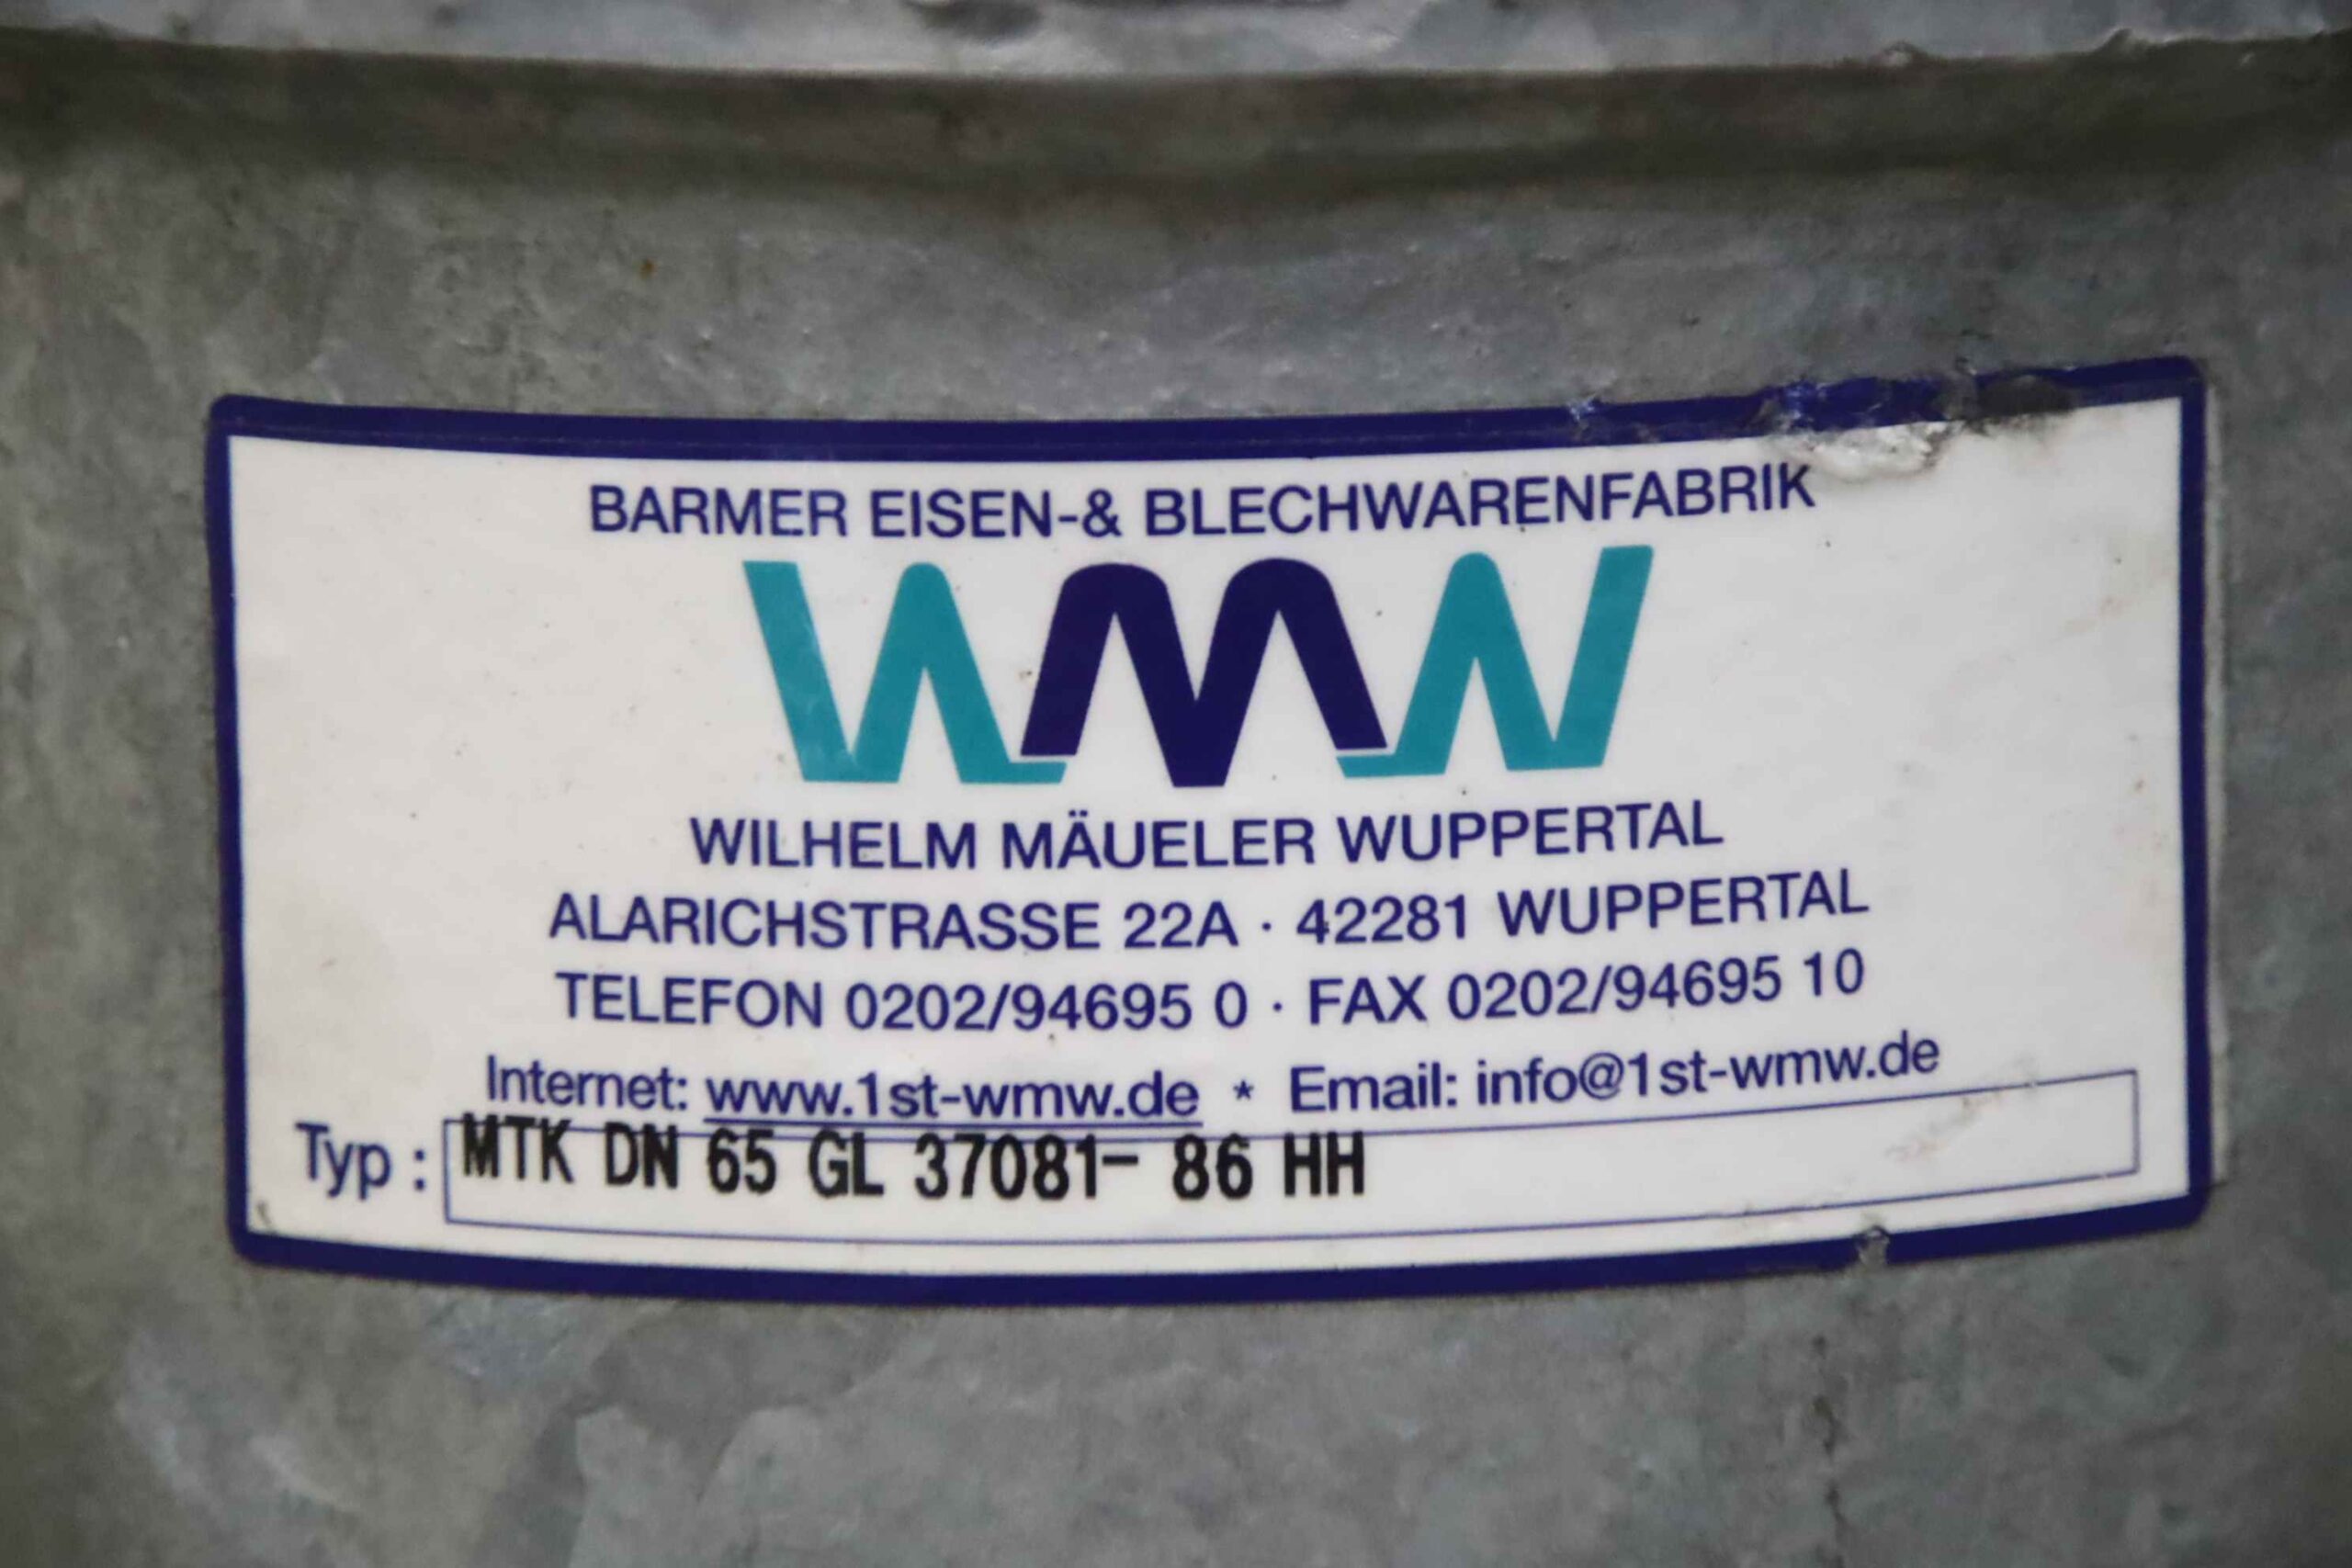 BARMER EISEN-& BLECHWARENFABRIK
WMW
WILHELM MÄUELER WUPPERTAL
ALARICHSTRASSE 22A · 42281 WUPPERTAL
TELEFON 0202/94695 0 · FAX 0202/94695 10
Internet: www.1st-wmw.de * Email: info@1st-wmw.de
Typ : MTK DN 65 GL 37081- 86 HH